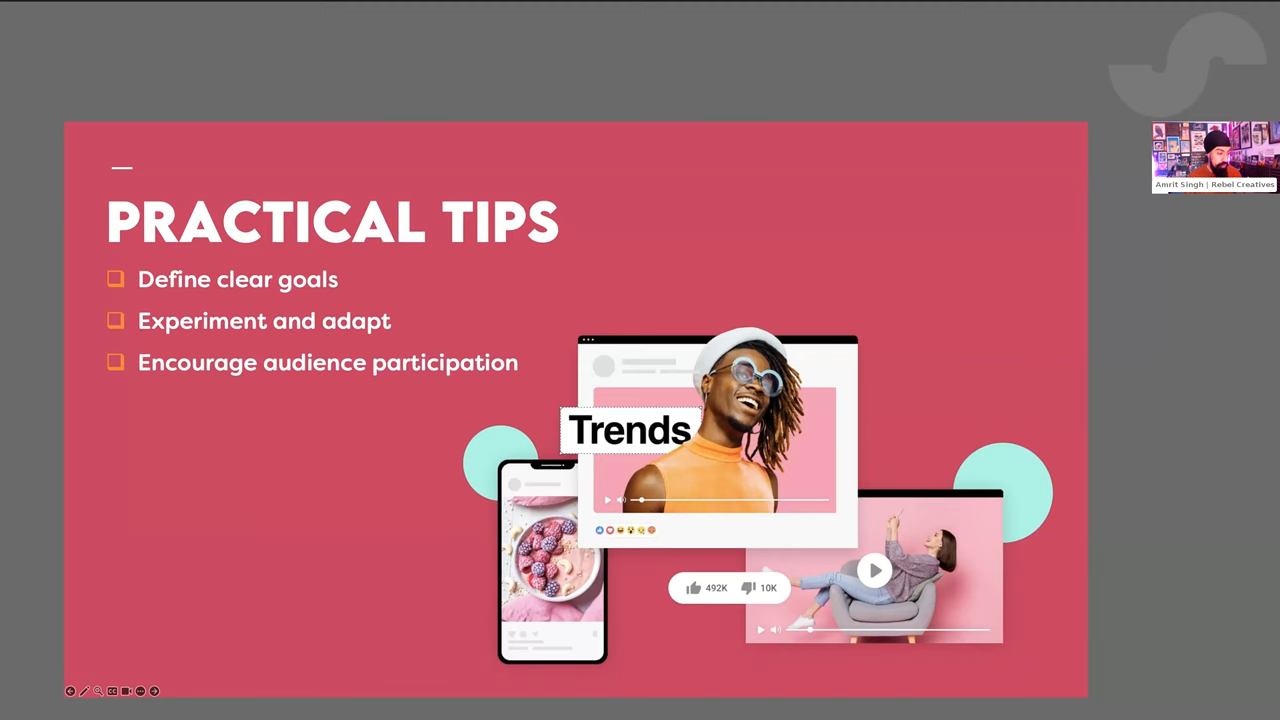 PRACTICAL TIPS
Define clear goals
Experiment and adapt
Encourage audience participation
Trends
492K 10K
Amrit Singh | Rebel Creatives